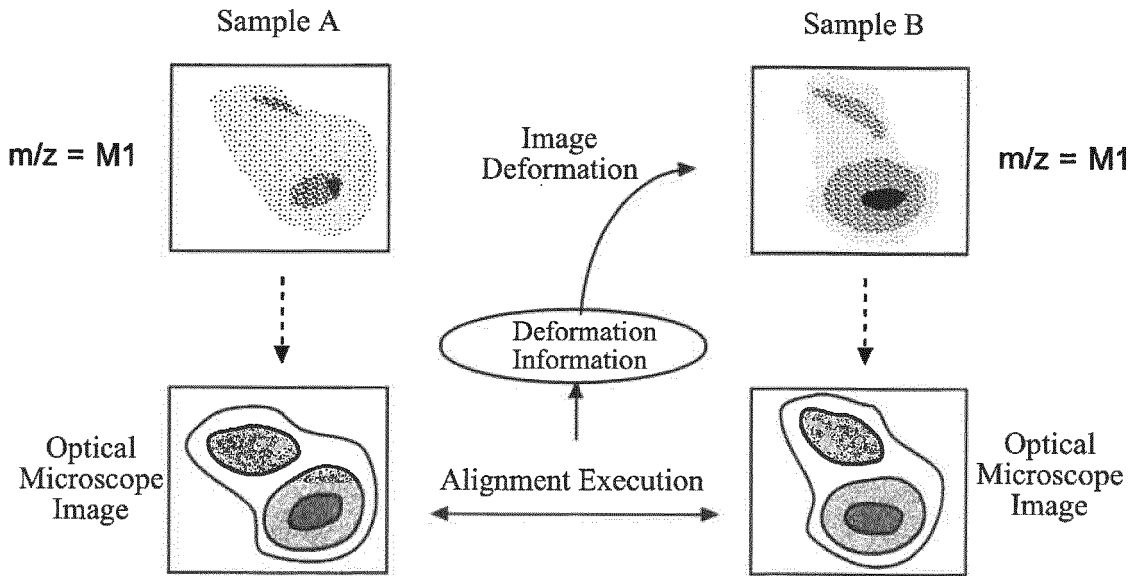 Sample A
Sample B
m/z = M1
Image
Deformation
m/z = M1
Deformation
Information
Optical
Microscope
Image
Alignment Execution
Optical
Microscope
Image